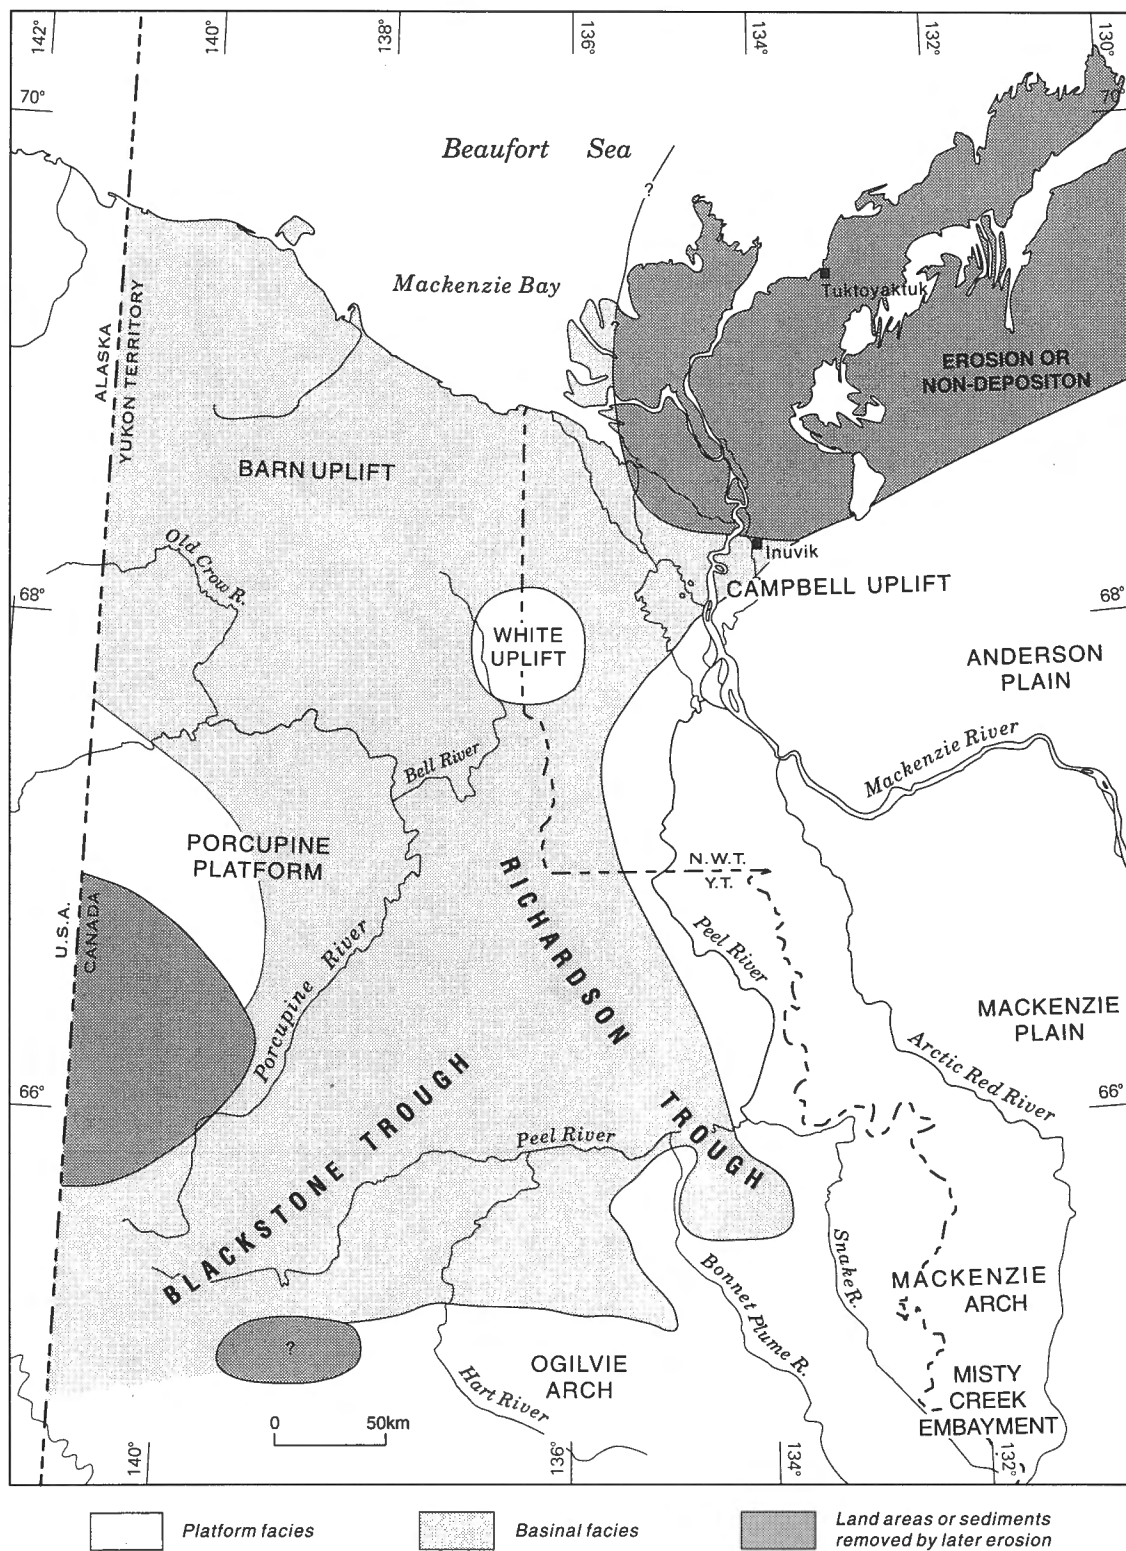 142°
140°
138°
136°
134°
132°
130°
70°
70°
Beaufort Sea
?
Mackenzie Bay
Tuktoyaktuk
?
ALASKA
YUKON TERRITORY
EROSION OR
NON-DEPOSITON
BARN UPLIFT
Old Crow R.
Inuvik
CAMPBELL UPLIFT
68°
68°
WHITE
UPLIFT
ANDERSON
PLAIN
Mackenzie River
Bell River
PORCUPINE
PLATFORM
N.W.T.
Y.T.
RICHARDSON
TROUGH
U.S.A.
CANADA
Porcupine River
Peel River
MACKENZIE
PLAIN
Arctic Red River
66°
66°
BLACKSTONE TROUGH
Peel River
Snake R.
Bonnet Plume R.
MACKENZIE
ARCH
?
OGILVIE
ARCH
Hart River
MISTY
CREEK
EMBAYMENT
0 50km
140°
136°
134°
132°
Platform facies
Basinal facies
Land areas or sediments
removed by later erosion